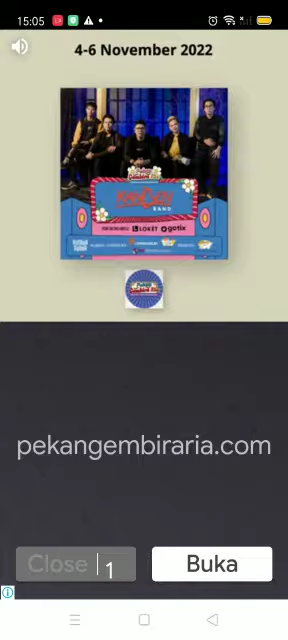 15:05
4-6 November 2022
BAND
LOKET gotix
pekangembiraria.com
Close 1
Buka